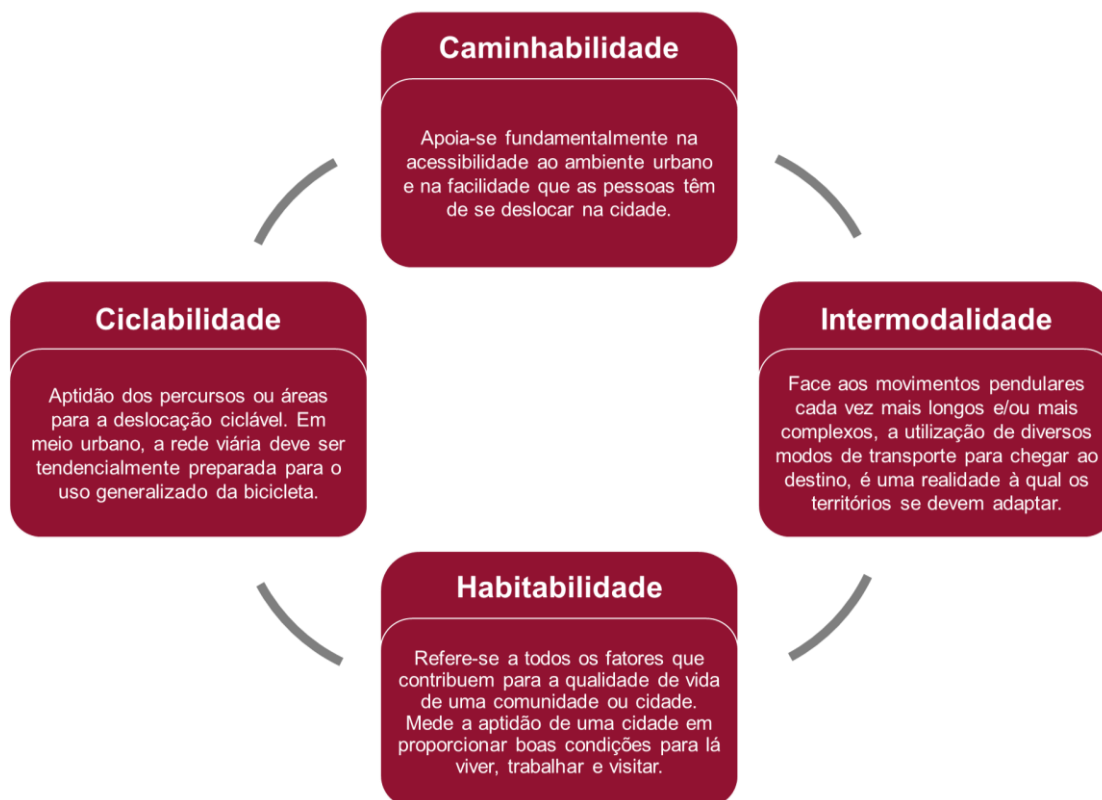 Caminhabilidade
Apoia-se fundamentalmente na
acessibilidade ao ambiente urbano
e na facilidade que as pessoas têm
de se deslocar na cidade.
Ciclabilidade
Aptidão dos percursos ou áreas
para a deslocação ciclável. Em
meio urbano, a rede viária deve ser
tendencialmente preparada para o
uso generalizado da bicicleta.
Intermodalidade
Face aos movimentos pendulares
cada vez mais longos e/ou mais
complexos, a utilização de diversos
modos de transporte para chegar ao
destino, é uma realidade à qual os
territórios se devem adaptar.
Habitabilidade
Refere-se a todos os fatores que
contribuem para a qualidade de vida
de uma comunidade ou cidade.
Mede a aptidão de uma cidade em
proporcionar boas condições para lá
viver, trabalhar e visitar.